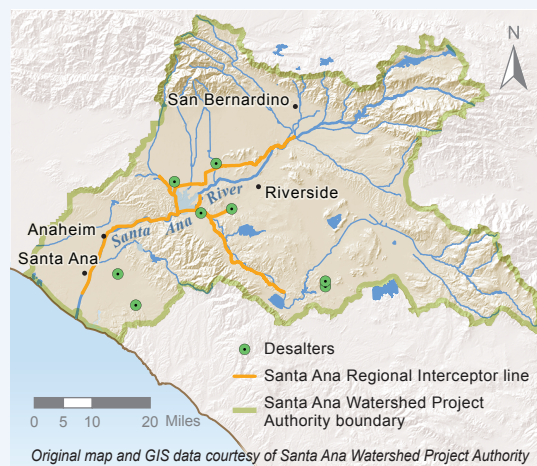 N
San Bernardino
Riverside
Santa Ana River
Anaheim
Santa Ana
Desalters
Santa Ana Regional Interceptor line
Santa Ana Watershed Project
Authority boundary
0 5 10 20 Miles
Original map and GIS data courtesy of Santa Ana Watershed Project Authority